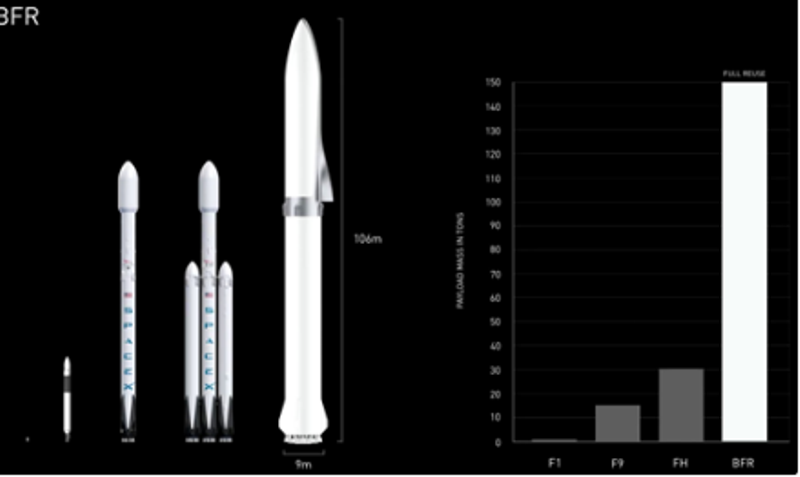 BFR
SPACEX
SPACEX
106m
9m
FULL REUSE
PAYLOAD MASS IN TONS
150
140
130
120
110
100
90
80
70
60
50
40
30
20
10
0
F1
F9
FH
BFR